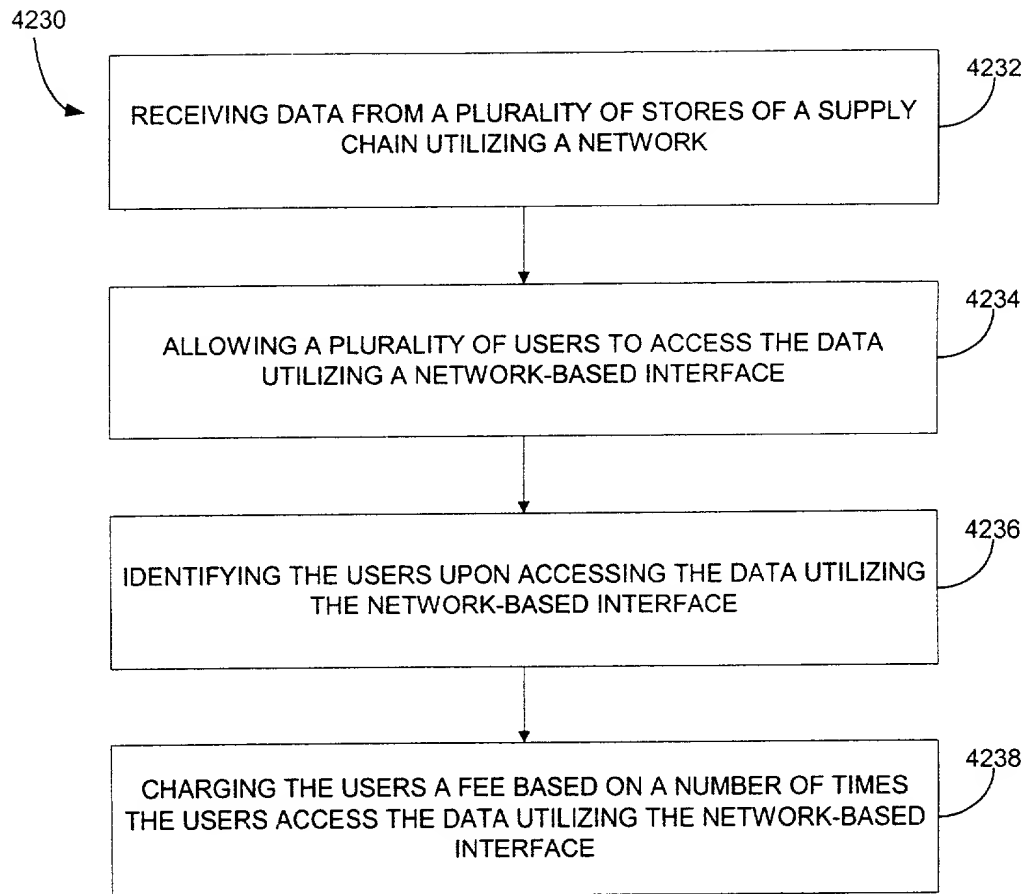 4230
4232
RECEIVING DATA FROM A PLURALITY OF STORES OF A SUPPLY
CHAIN UTILIZING A NETWORK
4234
ALLOWING A PLURALITY OF USERS TO ACCESS THE DATA
UTILIZING A NETWORK-BASED INTERFACE
4236
IDENTIFYING THE USERS UPON ACCESSING THE DATA UTILIZING
THE NETWORK-BASED INTERFACE
4238
CHARGING THE USERS A FEE BASED ON A NUMBER OF TIMES
THE USERS ACCESS THE DATA UTILIZING THE NETWORK-BASED
INTERFACE